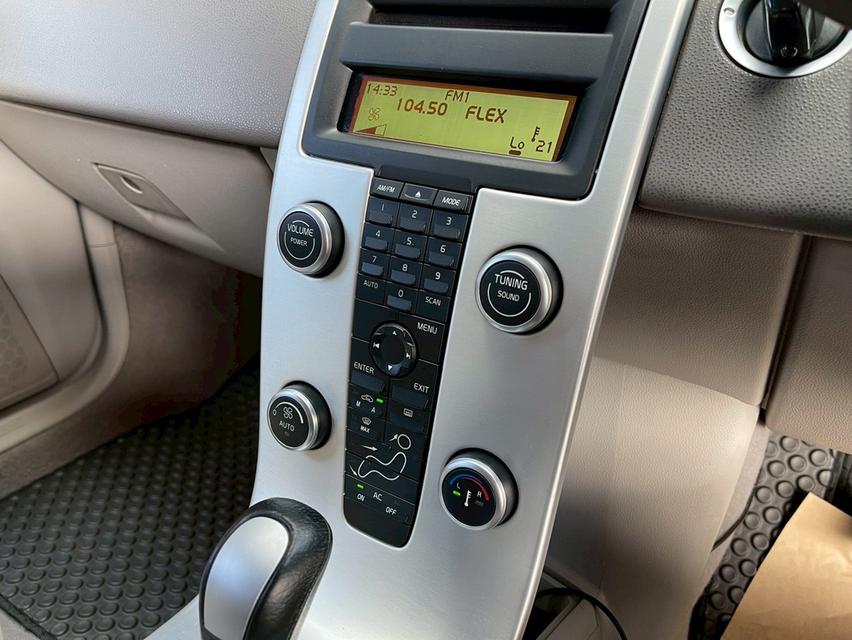 14:33 FM1
104.50 FLEX
Lo 21
AM/FM MODE
VOLUME
POWER
1 2 3
4 5 6
7 8 9
AUTO 0 SCAN
TUNING
SOUND
MENU
ENTER EXIT
M A
MAX
0
AUTO
AC
ON OFF
L R